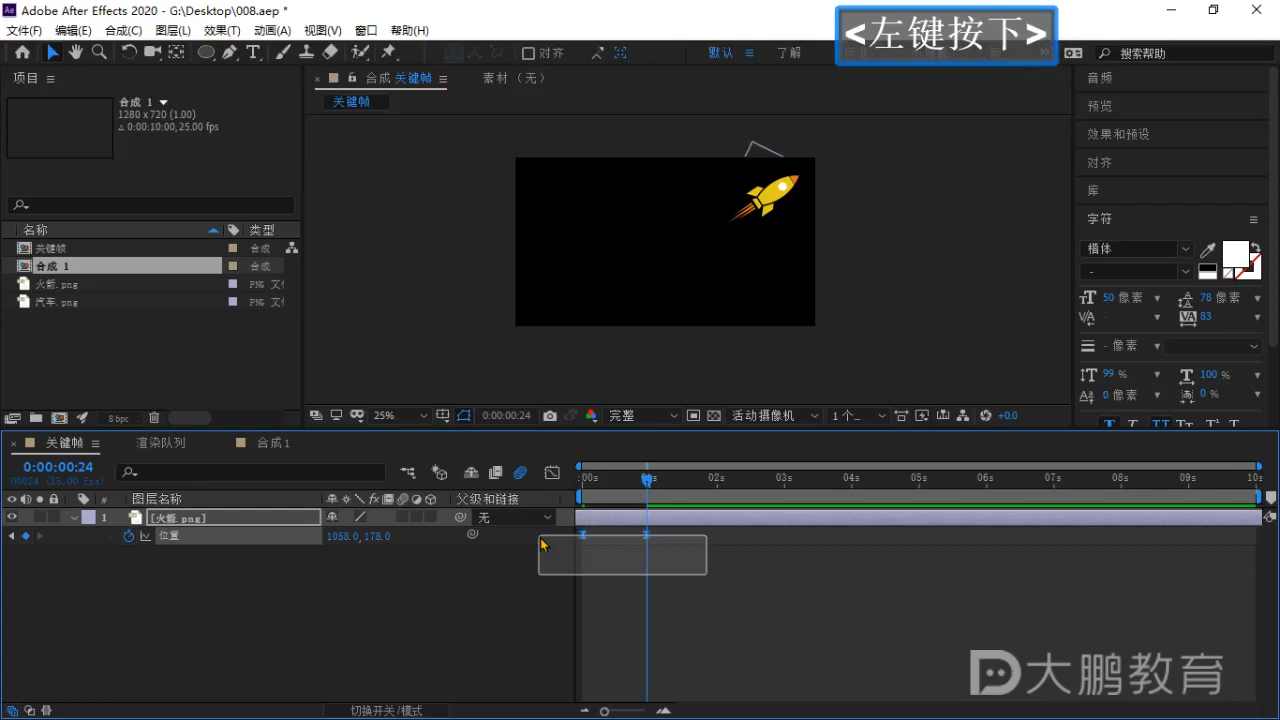 Adobe After Effects 2020 - G:\Desktop\008.aep *
<左键按下>
文件(F) 编辑(E) 合成(C) 图层(L) 效果(T) 动画(A) 视图(V) 窗口 帮助(H)
对齐 默认 了解 搜索帮助
项目
合成 关键帧 素材 (无)
关键帧
合成 1
1280 x 720 (1.00)
△ 0:00:10:00, 25.00 fps
名称 类型
关键帧 合成
合成 1 合成
火箭.png PNG 文
汽车.png PNG 文
8 bpc
25% 0:00:00:24 完整 活动摄像机 1 个... +0.0
音频
预览
效果和预设
对齐
库
字符
楷体
-
50 像素 78 像素
83
- 像素
99 % 100 %
0 像素 0 %
关键帧 渲染队列 合成 1
0:00:00:24
00024 (25.00 fps)
:00s 02s 03s 04s 05s 06s 07s 08s 09s 10s
# 图层名称 父级和链接
1 [火箭.png] 无
位置 1058.0,178.0
大鹏教育
切换开关/模式